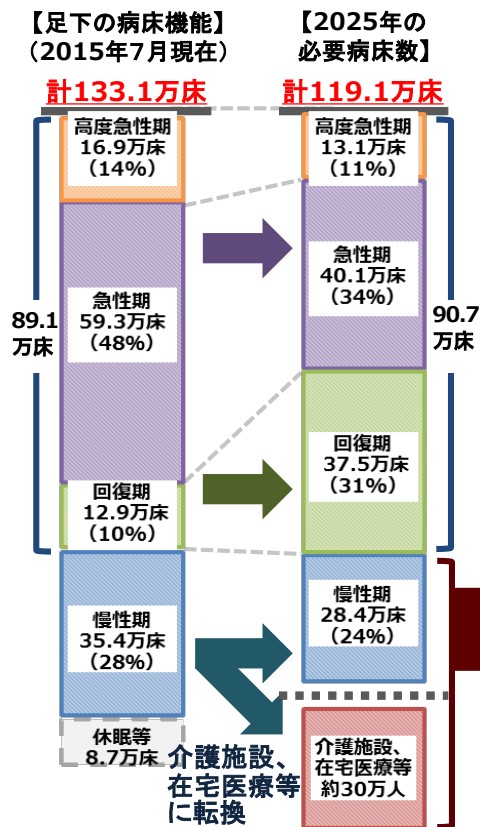 【足下の病床機能】
（2015年7月現在）
計133.1万床
高度急性期
16.9万床
（14%）
急性期
59.3万床
（48%）
89.1
万床
回復期
12.9万床
（10%）
慢性期
35.4万床
（28%）
休眠等
8.7万床
【2025年の
必要病床数】
計119.1万床
高度急性期
13.1万床
（11%）
急性期
40.1万床
（34%）
90.7
万床
回復期
37.5万床
（31%）
慢性期
28.4万床
（24%）
介護施設、
在宅医療等
に転換
介護施設、
在宅医療等
約30万人